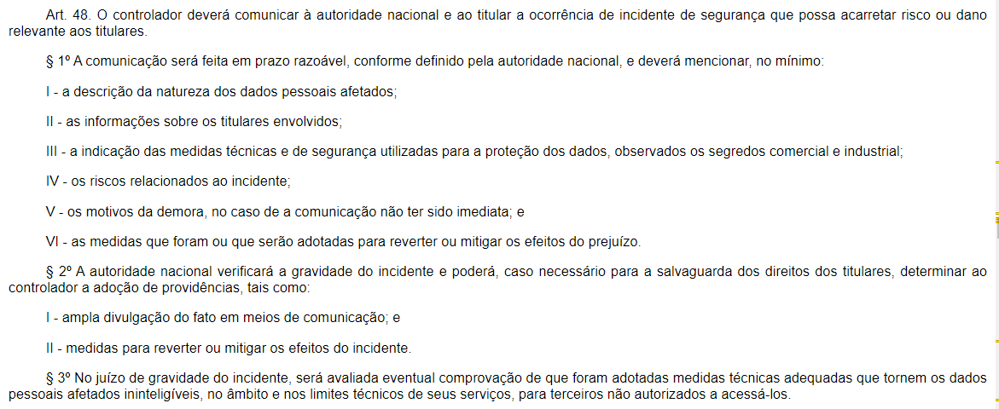 Art. 48. O controlador deverá comunicar à autoridade nacional e ao titular a ocorrência de incidente de segurança que possa acarretar risco ou dano
relevante aos titulares.
§ 1º A comunicação será feita em prazo razoável, conforme definido pela autoridade nacional, e deverá mencionar, no mínimo:
I - a descrição da natureza dos dados pessoais afetados;
II - as informações sobre os titulares envolvidos;
III - a indicação das medidas técnicas e de segurança utilizadas para a proteção dos dados, observados os segredos comercial e industrial;
IV - os riscos relacionados ao incidente;
V - os motivos da demora, no caso de a comunicação não ter sido imediata; e
VI - as medidas que foram ou que serão adotadas para reverter ou mitigar os efeitos do prejuízo.
§ 2º A autoridade nacional verificará a gravidade do incidente e poderá, caso necessário para a salvaguarda dos direitos dos titulares, determinar ao
controlador a adoção de providências, tais como:
I - ampla divulgação do fato em meios de comunicação; e
II - medidas para reverter ou mitigar os efeitos do incidente.
§ 3º No juízo de gravidade do incidente, será avaliada eventual comprovação de que foram adotadas medidas técnicas adequadas que tornem os dados
pessoais afetados ininteligíveis, no âmbito e nos limites técnicos de seus serviços, para terceiros não autorizados a acessá-los.